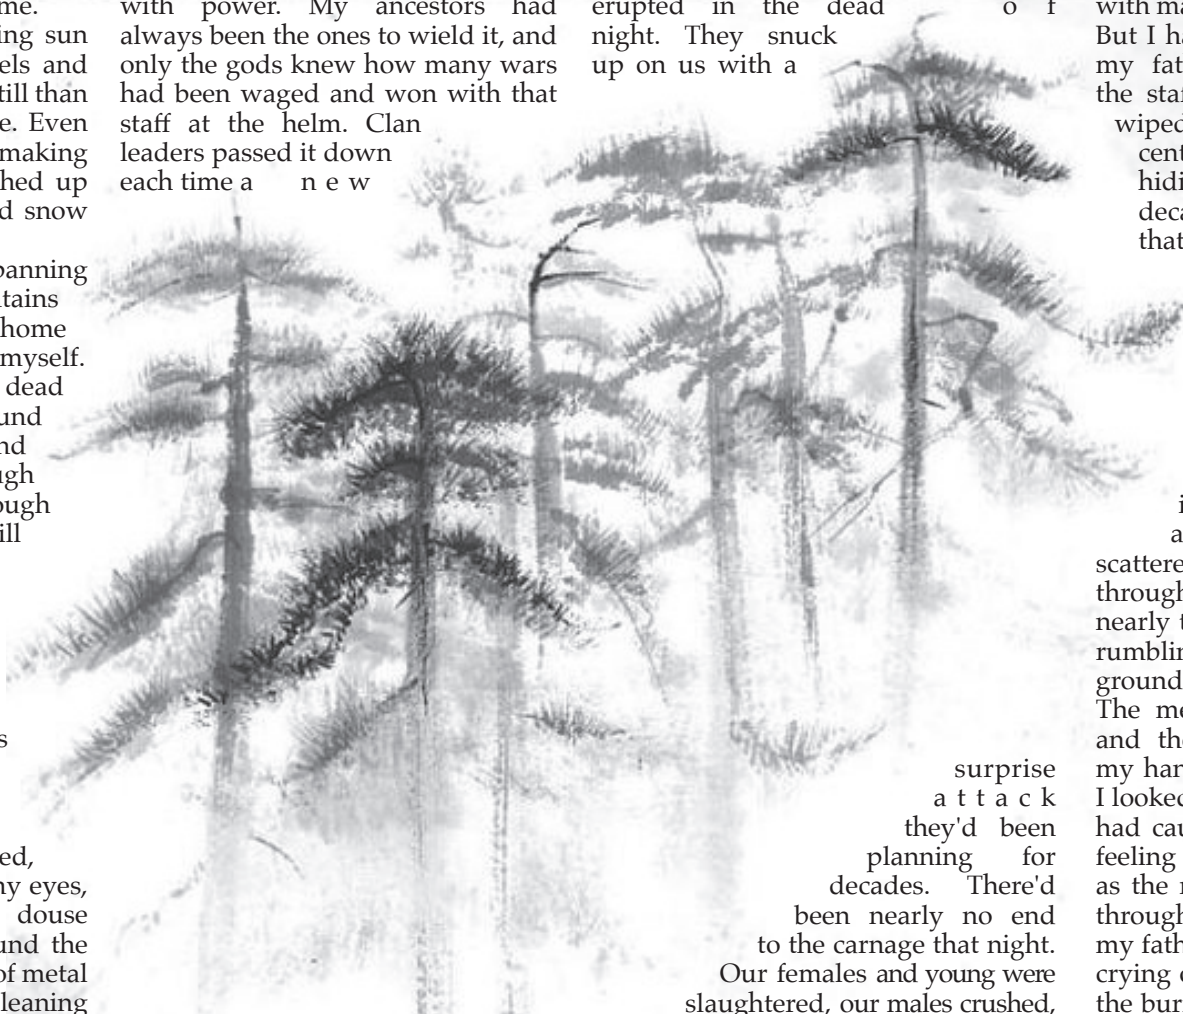 me.
ing sun
els and
till than
e. Even
making
hed up
d snow
panning
tains
home
myself.
dead
und
nd
ugh
ough
ill
s
ed,
ny eyes,
douse
und the
of metal
leaning
with power. My ancestors had
always been the ones to wield it, and
only the gods knew how many wars
had been waged and won with that
staff at the helm. Clan
leaders passed it down
each time a new
erupted in the dead of
night. They snuck
up on us with a
surprise
attack
they'd been
planning for
decades. There'd
been nearly no end
to the carnage that night.
Our females and young were
slaughtered, our males crushed,
with ma
But I ha
my fat
the staf
wiped
cent
hidi
deca
that
i
a
scattere
through
nearly t
rumblin
ground
The me
and the
my han
I looked
had cau
feeling
as the r
through
my fath
crying o
the bur